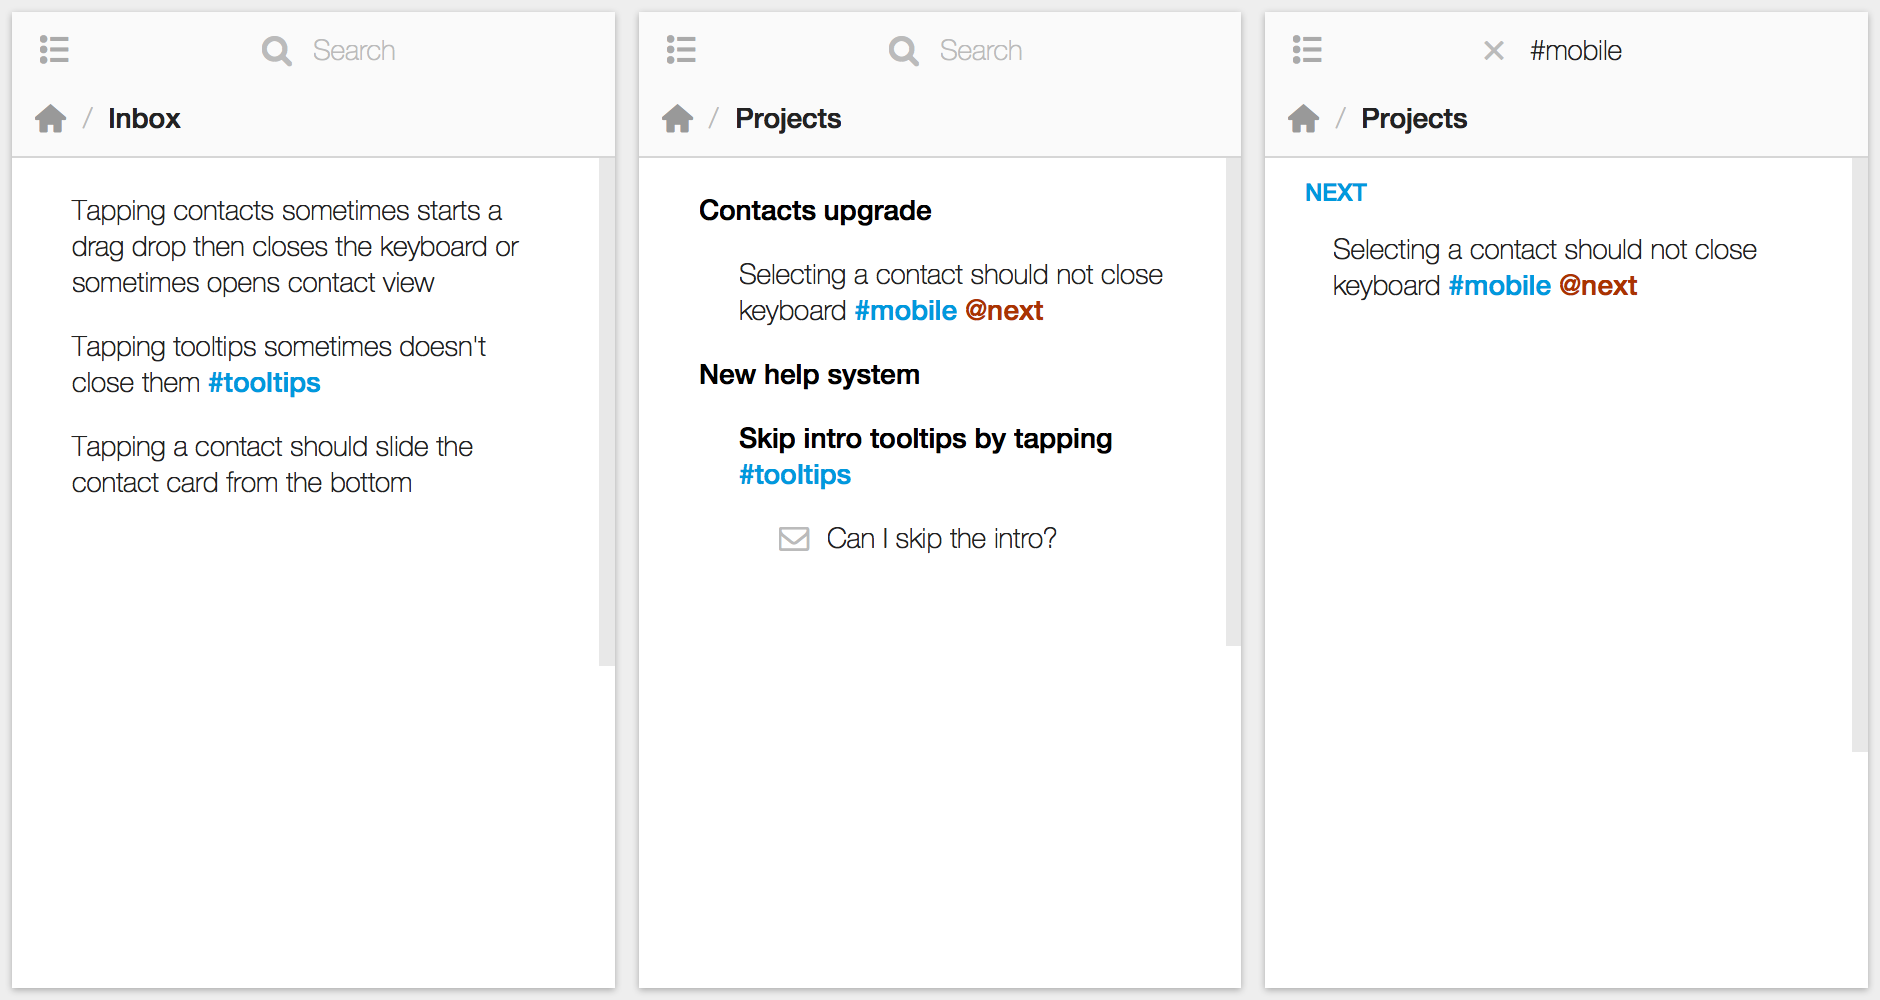 Search
/ Inbox
Tapping contacts sometimes starts a
drag drop then closes the keyboard or
sometimes opens contact view
Tapping tooltips sometimes doesn't
close them #tooltips
Tapping a contact should slide the
contact card from the bottom
Search
/ Projects
Contacts upgrade
Selecting a contact should not close
keyboard #mobile @next
New help system
Skip intro tooltips by tapping
#tooltips
Can I skip the intro?
#mobile
/ Projects
NEXT
Selecting a contact should not close
keyboard #mobile @next